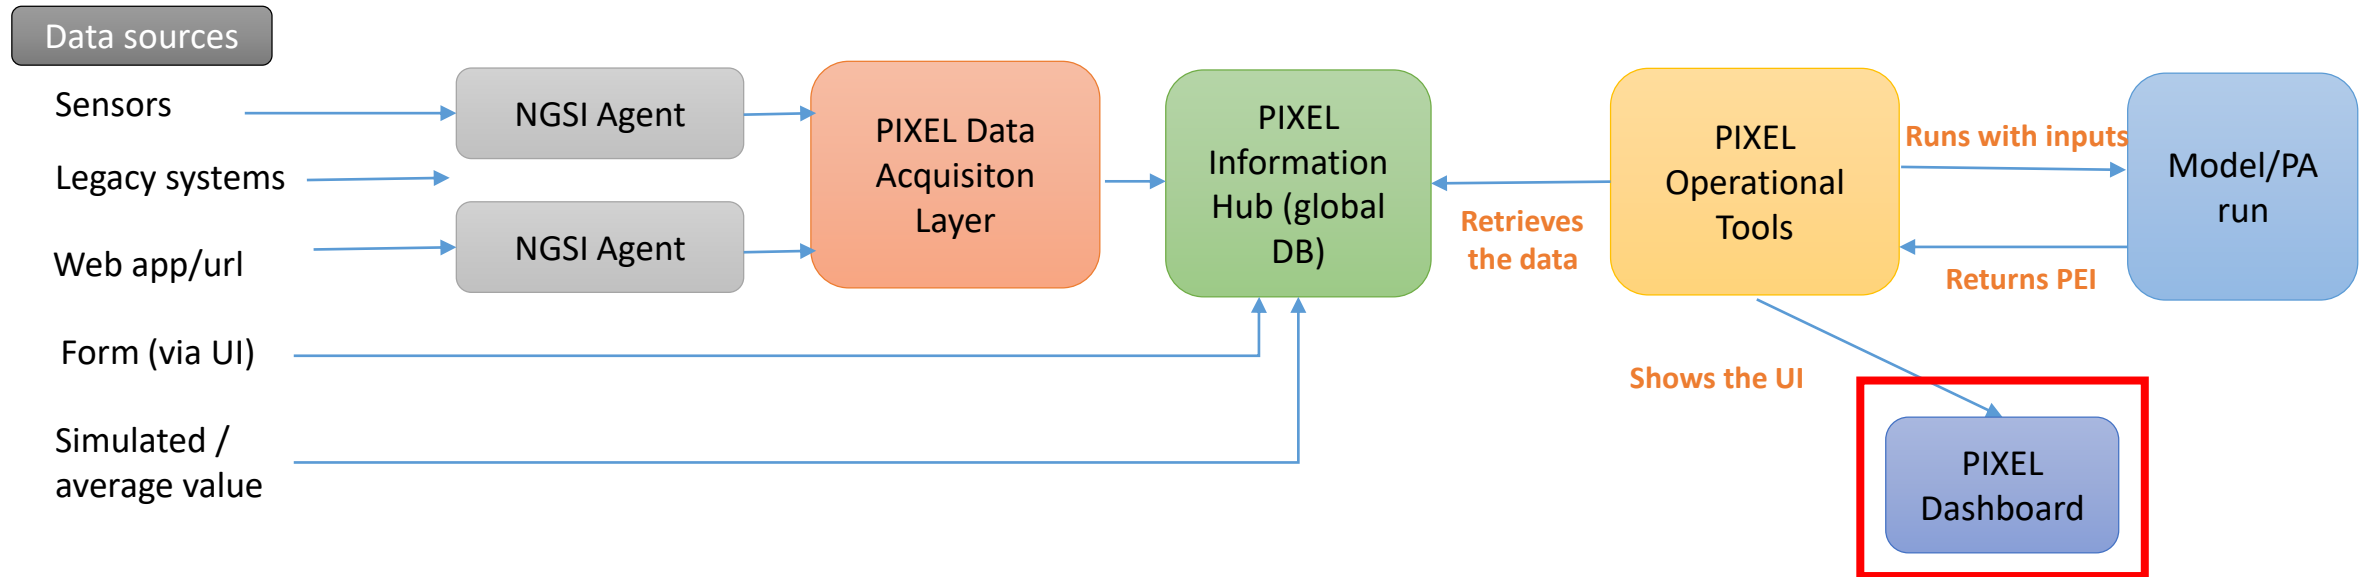 Data sources
Sensors
Legacy systems
Web app/url
Form (via UI)
Simulated /
average value
NGSI Agent
NGSI Agent
PIXEL Data
Acquisiton
Layer
PIXEL
Information
Hub (global
DB)
Retrieves
the data
PIXEL
Operational
Tools
Runs with inputs
Returns PEI
Model/PA
run
Shows the UI
PIXEL
Dashboard